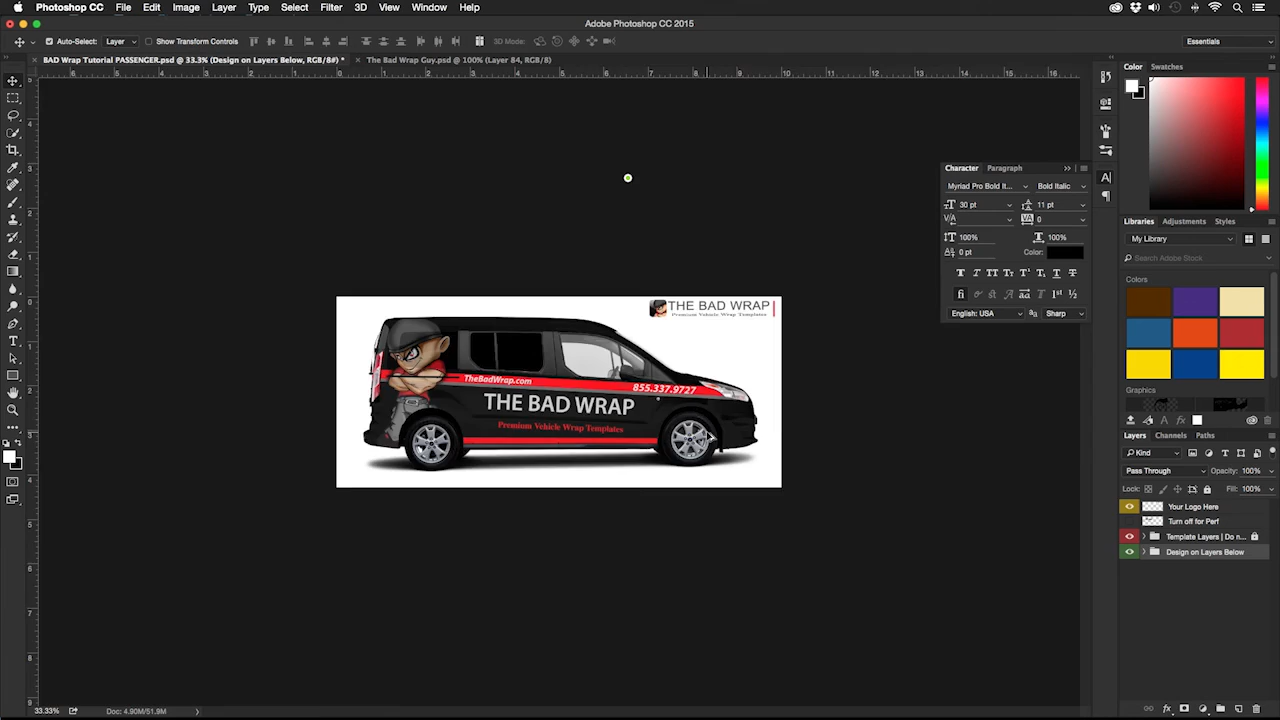 Photoshop CC File Edit Image Layer Type Select Filter 3D View Window Help
Adobe Photoshop CC 2015
Auto-Select: Layer Show Transform Controls 3D Mode: Essentials
BAD Wrap Tutorial PASSENGER.psd @ 33.3% (Design on Layers Below, RGB/8#) * The Bad Wrap Guy.psd @ 100% (Layer 84, RGB/8)
Color Swatches
Character Paragraph
Myriad Pro Bold It... Bold Italic
30 pt 11 pt
0
100% 100%
0 pt Color:
English: USA Sharp
Libraries Adjustments Styles
My Library
Search Adobe Stock
Colors
Graphics
THE BAD WRAP
Premium Vehicle Wrap Templates
TheBadWrap.com
855.337.9727
THE BAD WRAP
Premium Vehicle Wrap Templates
Layers Channels Paths
Kind
Pass Through Opacity: 100%
Lock: Fill: 100%
Your Logo Here
Turn off for Perf
Template Layers | Do n...
Design on Layers Below
33.33% Doc: 4.90M/51.9M